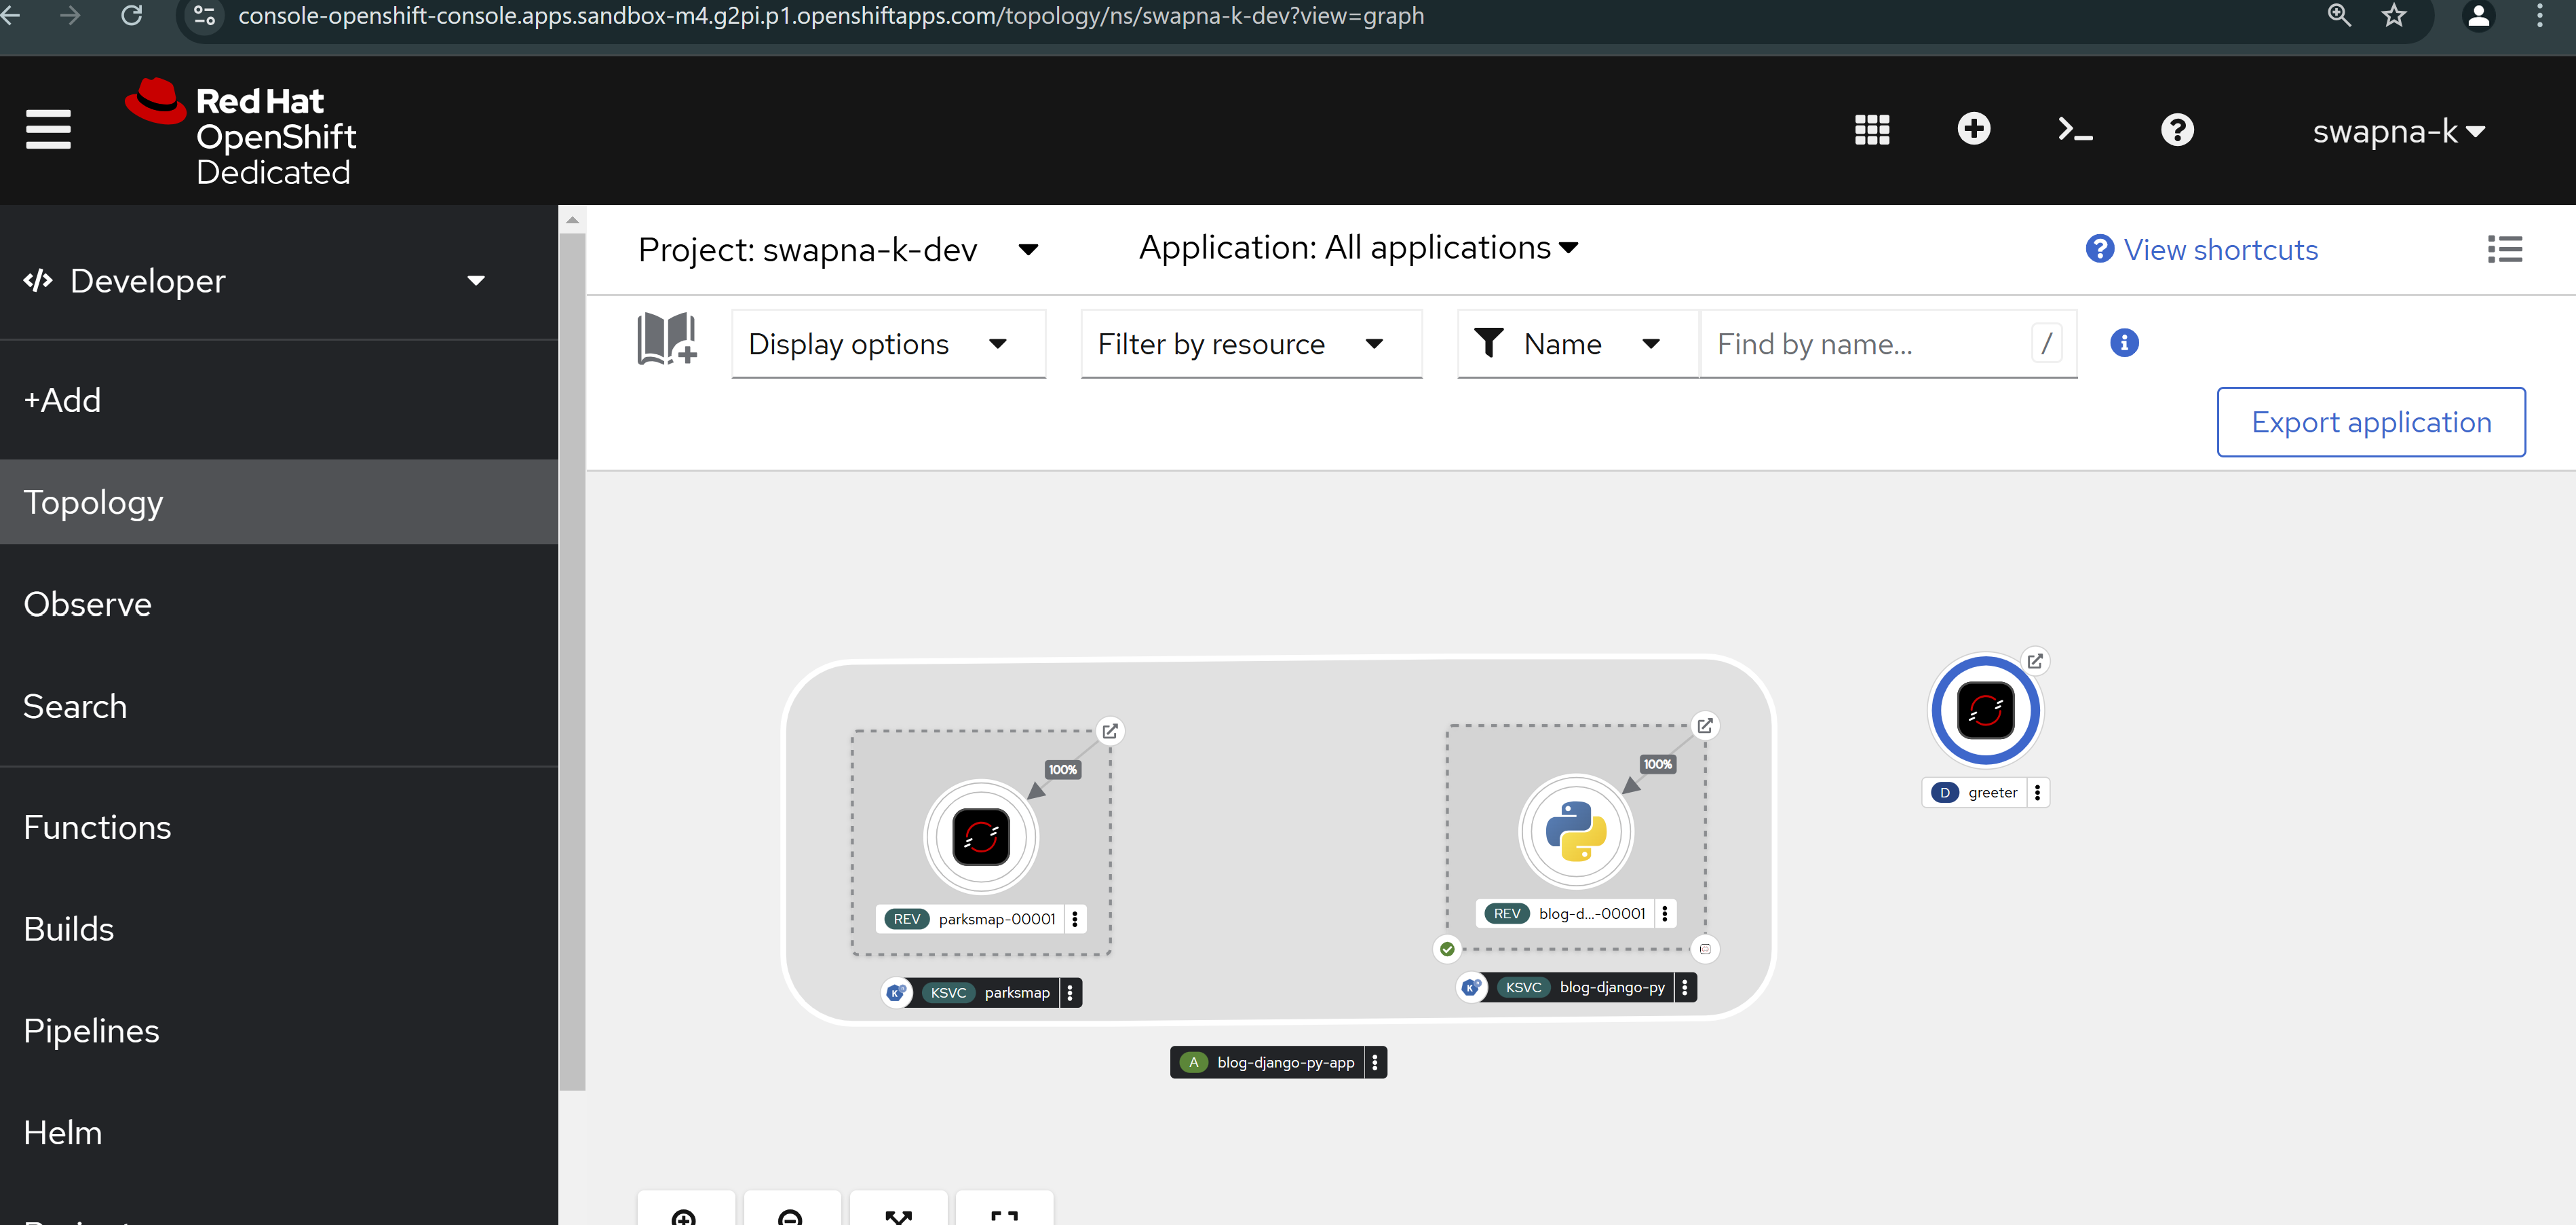 console-openshift-console.apps.sandbox-m4.g2pi.p1.openshiftapps.com/topology/ns/swapna-k-dev?view=graph
Red Hat
OpenShift
Dedicated
swapna-k
Developer
+Add
Topology
Observe
Search
Functions
Builds
Pipelines
Helm
Project: swapna-k-dev
Application: All applications
View shortcuts
Display options
Filter by resource
Name
Find by name...
/
Export application
100%
REV parksmap-00001
KSVC parksmap
100%
REV blog-d...-00001
KSVC blog-django-py
A blog-django-py-app
D greeter